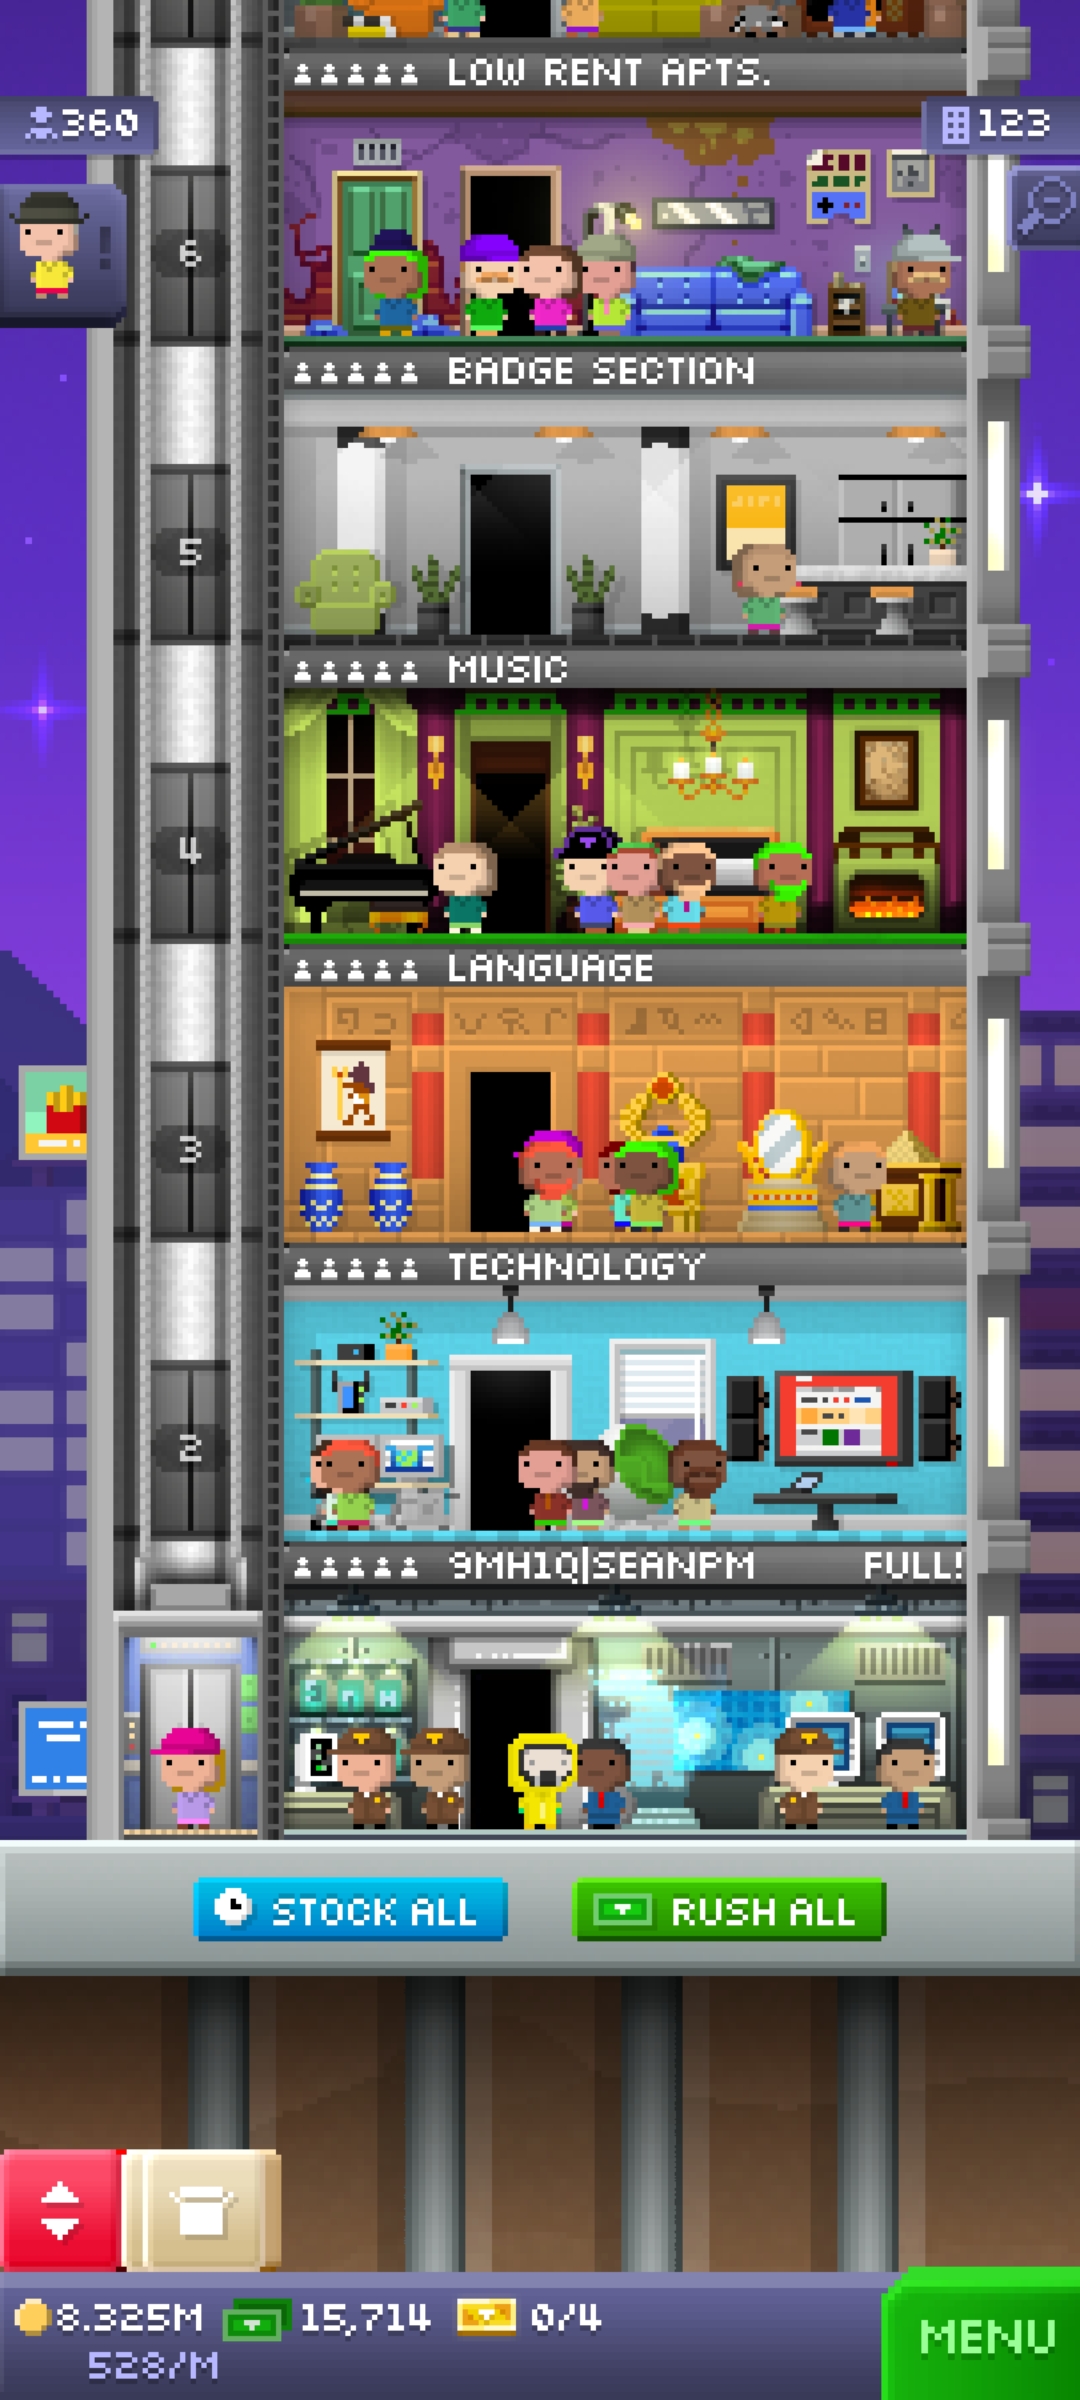 LOW RENT APTS.
360
123
6
BADGE SECTION
5
MUSIC
4
LANGUAGE
3
TECHNOLOGY
2
9MH1Q|SEANPM FULL!
STOCK ALL
RUSH ALL
8.325M
15,714
0/4
528/M
MENU